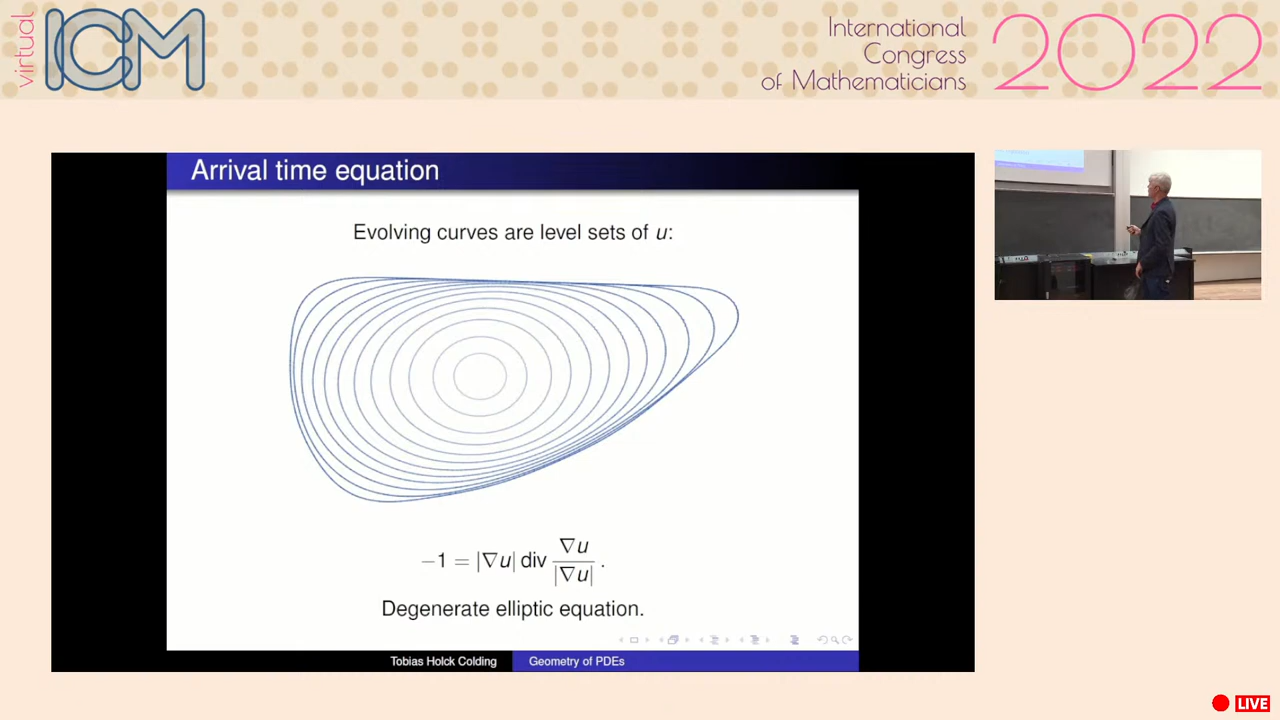 virtual
ICM
International
Congress
of Mathematicians
2022
Arrival time equation
Evolving curves are level sets of u:
−1 = |∇u| div ∇u / |∇u| .
Degenerate elliptic equation.
Tobias Holck Colding
Geometry of PDEs
LIVE